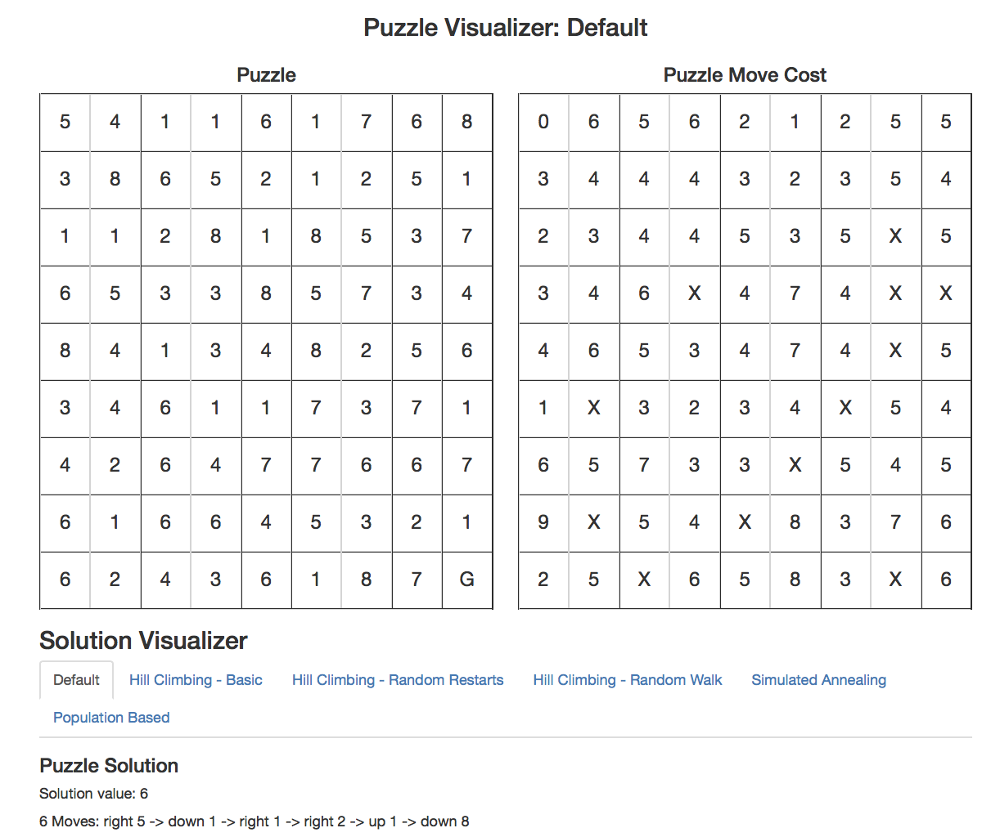 Puzzle Visualizer: Default
Puzzle
5 4 1 1 6 1 7 6 8
3 8 6 5 2 1 2 5 1
1 1 2 8 1 8 5 3 7
6 5 3 3 8 5 7 3 4
8 4 1 3 4 8 2 5 6
3 4 6 1 1 7 3 7 1
4 2 6 4 7 7 6 6 7
6 1 6 6 4 5 3 2 1
6 2 4 3 6 1 8 7 G
Puzzle Move Cost
0 6 5 6 2 1 2 5 5
3 4 4 4 3 2 3 5 4
2 3 4 4 5 3 5 X 5
3 4 6 X 4 7 4 X X
4 6 5 3 4 7 4 X 5
1 X 3 2 3 4 X 5 4
6 5 7 3 3 X 5 4 5
9 X 5 4 X 8 3 7 6
2 5 X 6 5 8 3 X 6
Solution Visualizer
Default Hill Climbing - Basic Hill Climbing - Random Restarts Hill Climbing - Random Walk Simulated Annealing
Population Based
Puzzle Solution
Solution value: 6
6 Moves: right 5 -> down 1 -> right 1 -> right 2 -> up 1 -> down 8